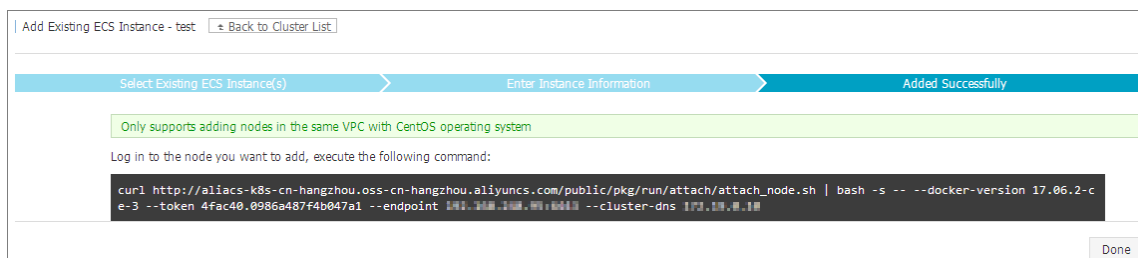 Add Existing ECS Instance - test Back to Cluster List
Select Existing ECS Instance(s) Enter Instance Information Added Successfully
Only supports adding nodes in the same VPC with CentOS operating system
Log in to the node you want to add, execute the following command:
curl http://aliacs-k8s-cn-hangzhou.oss-cn-hangzhou.aliyuncs.com/public/pkg/run/attach/attach_node.sh | bash -s -- --docker-version 17.06.2-c
e-3 --token 4fac40.0986a487f4b047a1 --endpoint --cluster-dns
Done